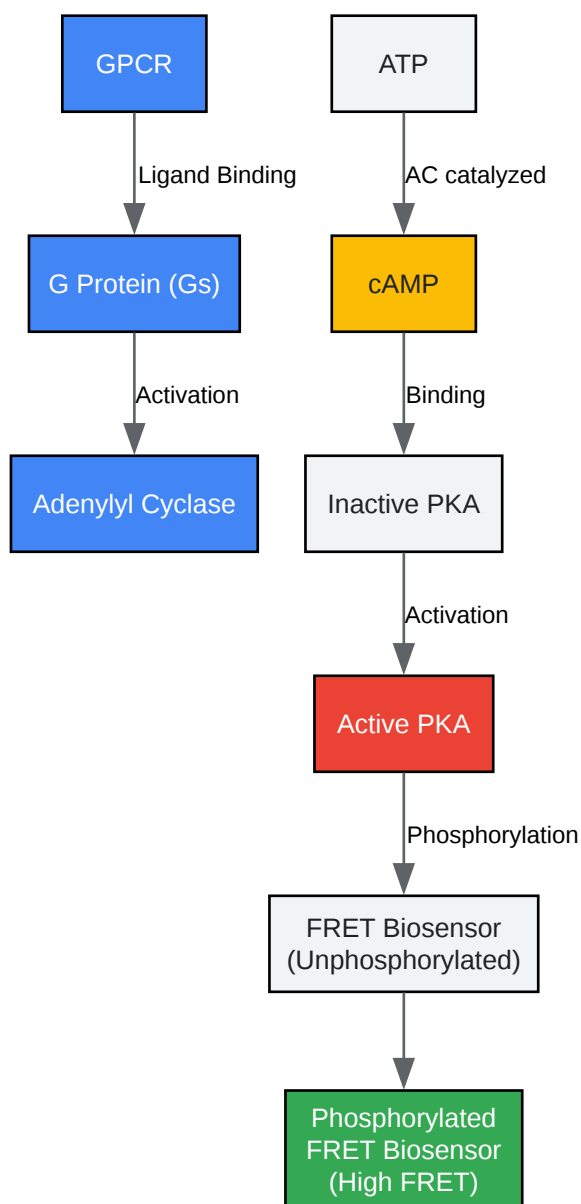 GPCR
ATP
Ligand Binding
AC catalyzed
G Protein (Gs)
cAMP
Activation
Binding
Adenylyl Cyclase
Inactive PKA
Activation
Active PKA
Phosphorylation
FRET Biosensor
(Unphosphorylated)
Phosphorylated
FRET Biosensor
(High FRET)